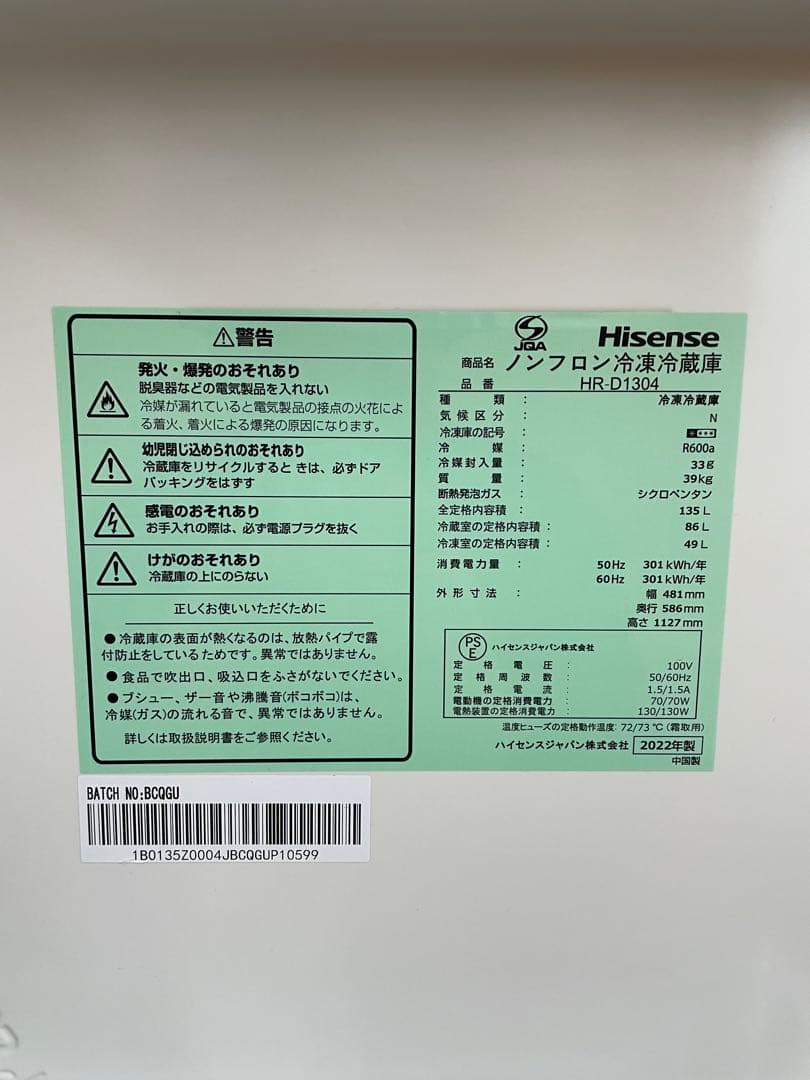 ⚠警告
発火・爆発のおそれあり
脱臭器などの電気製品を入れない
冷媒が漏れていると電気製品の接点の火花によ
る着火、着火による爆発の原因になります。
幼児閉じ込められのおそれあり
冷蔵庫をリサイクルするときは、必ずドア
パッキングをはずす
感電のおそれあり
お手入れの際は、必ず電源プラグを抜く
けがのおそれあり
冷蔵庫の上にのらない
正しくお使いいただくために
●冷蔵庫の表面が熱くなるのは、放熱パイプで露
付防止をしているためです。異常ではありません。
●食品で吹出口、吸込口をふさがないでください。
●プシュー、ザー音や沸騰音(ボコボコ)は、
冷媒(ガス)の流れる音で、異常ではありません。
詳しくは取扱説明書をご参照ください。
JQA Hisense
商品名 ノンフロン冷凍冷蔵庫
品番 HR-D1304
種類 : 冷凍冷蔵庫
気候区分 : N
冷凍庫の記号 :
冷媒 : R600a
冷媒封入量 : 33g
質量 : 39kg
断熱発泡ガス : シクロペンタン
全定格内容積 : 135L
冷蔵室の定格内容積 : 86L
冷凍室の定格内容積 : 49L
消費電力量 : 50Hz 301kWh/年
60Hz 301kWh/年
外形寸法 : 幅 481mm
奥行 586mm
高さ 1127mm
PSE ハイセンスジャパン株式会社
定格電圧 : 100V
定格周波数 : 50/60Hz
定格電流 : 1.5/1.5A
電動機の定格消費電力 : 70/70W
電熱装置の定格消費電力 : 130/130W
温度ヒューズの定格動作温度: 72/73℃(霜取用)
ハイセンスジャパン株式会社 2022年製
中国製
BATCH NO:BCQGU
1B0135Z0004JBCQGUP10599